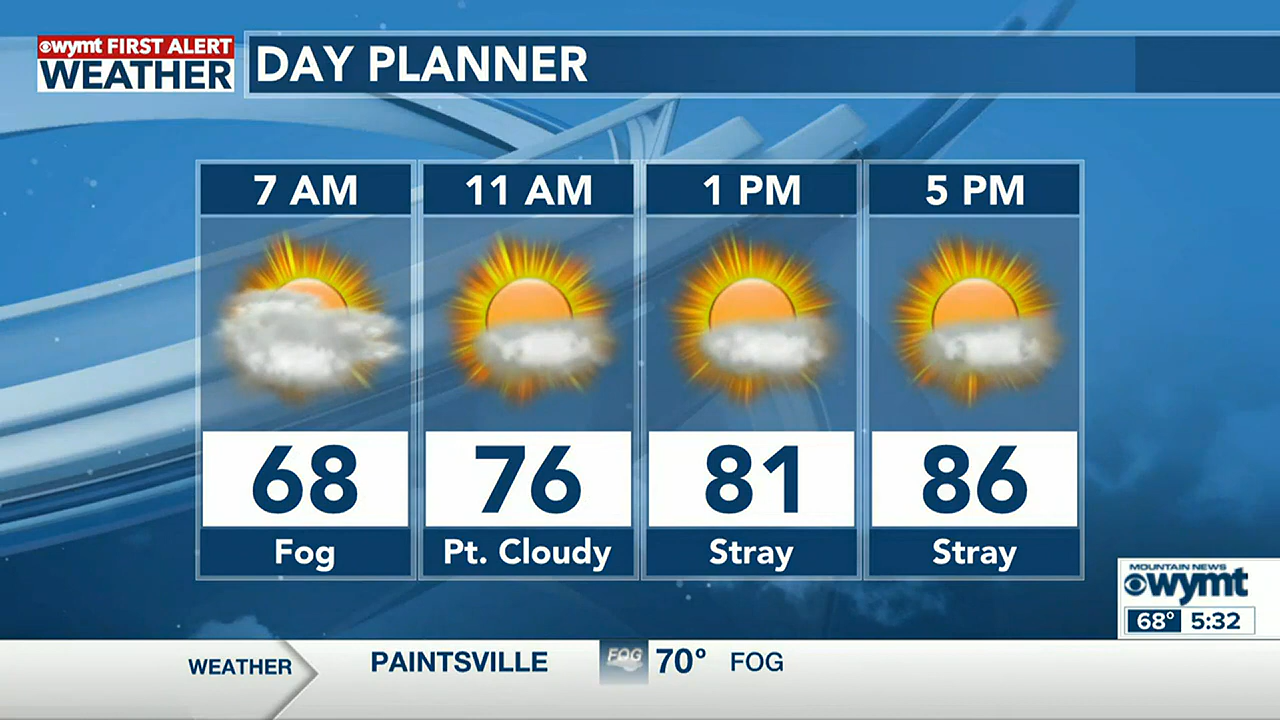 wymt FIRST ALERT
WEATHER
DAY PLANNER
7 AM
11 AM
1 PM
5 PM
68
76
81
86
Fog
Pt. Cloudy
Stray
Stray
MOUNTAIN NEWS
wymt
68° 5:32
WEATHER
PAINTSVILLE
FOG
70°
FOG